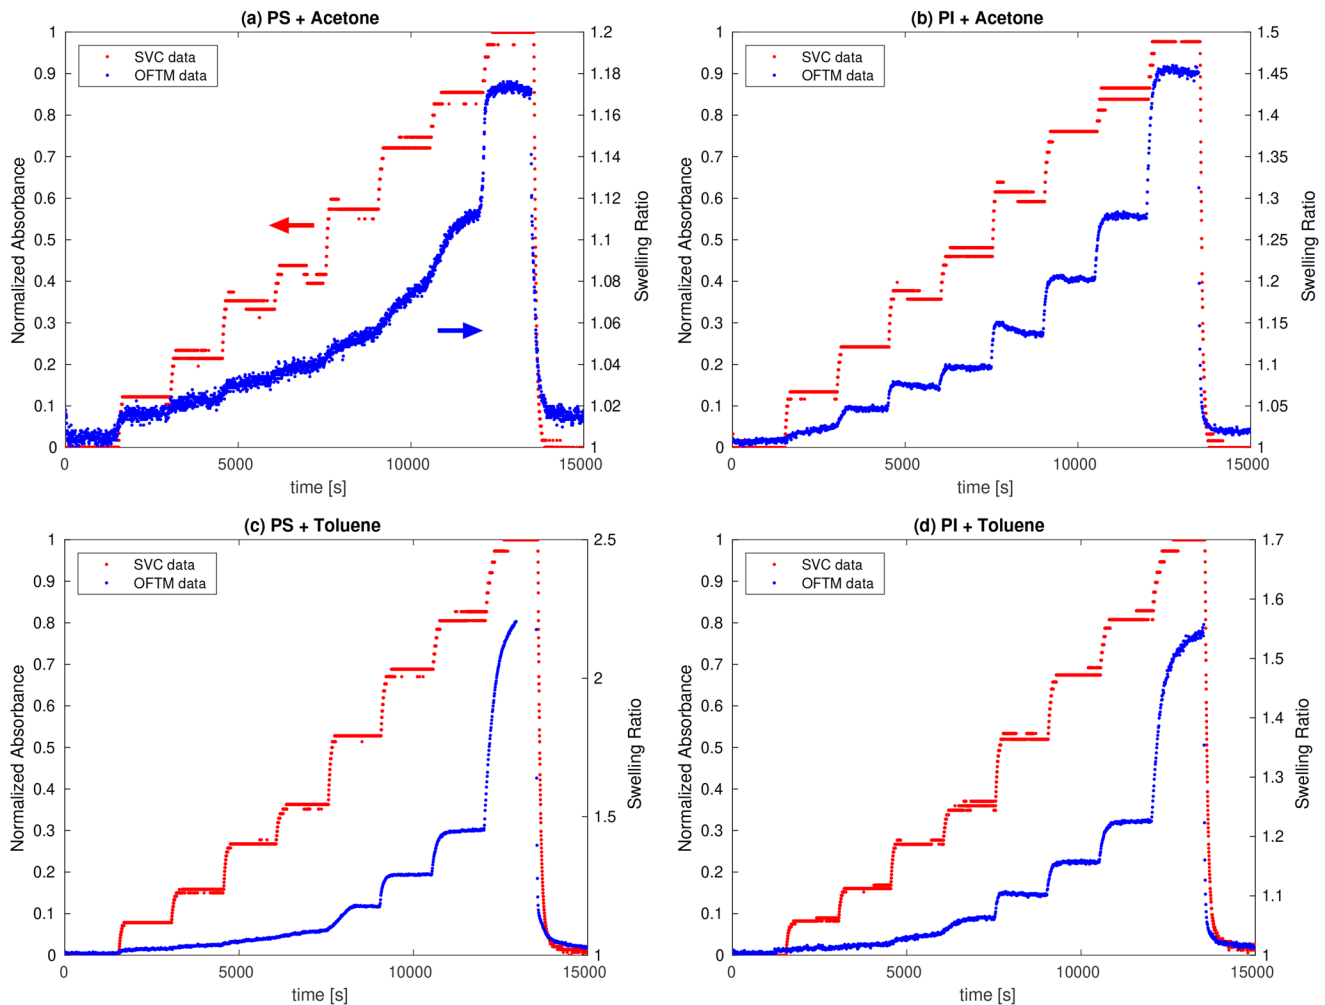 (a) PS + Acetone
SVC data
OFTM data
Normalized Absorbance
Swelling Ratio
time [s]
0 0.1 0.2 0.3 0.4 0.5 0.6 0.7 0.8 0.9 1
1 1.02 1.04 1.06 1.08 1.1 1.12 1.14 1.16 1.18 1.2
0 5000 10000 15000
(b) PI + Acetone
SVC data
OFTM data
Normalized Absorbance
Swelling Ratio
time [s]
0 0.1 0.2 0.3 0.4 0.5 0.6 0.7 0.8 0.9 1
1 1.05 1.1 1.15 1.2 1.25 1.3 1.35 1.4 1.45 1.5
0 5000 10000 15000
(c) PS + Toluene
SVC data
OFTM data
Normalized Absorbance
Swelling Ratio
time [s]
0 0.1 0.2 0.3 0.4 0.5 0.6 0.7 0.8 0.9 1
1 1.5 2 2.5
0 5000 10000 15000
(d) PI + Toluene
SVC data
OFTM data
Normalized Absorbance
Swelling Ratio
time [s]
0 0.1 0.2 0.3 0.4 0.5 0.6 0.7 0.8 0.9 1
1 1.1 1.2 1.3 1.4 1.5 1.6 1.7
0 5000 10000 15000